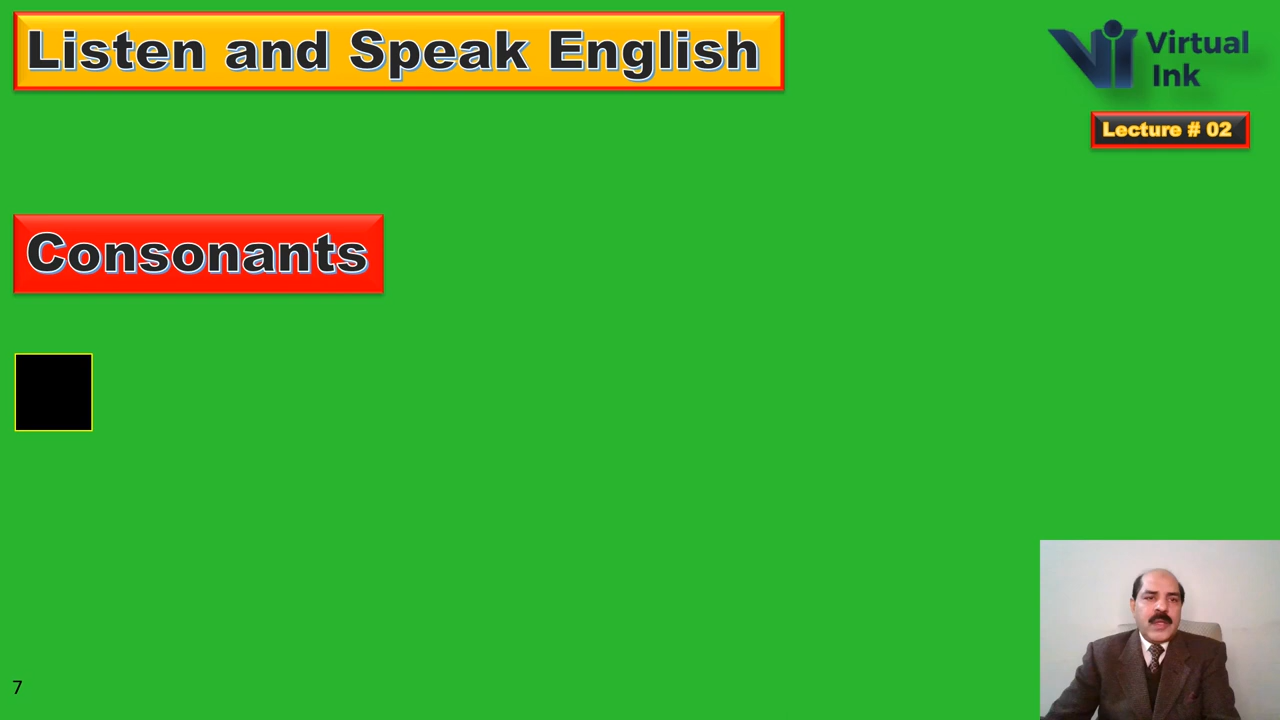 Listen and Speak English
Virtual
Ink
Lecture # 02
Consonants
7